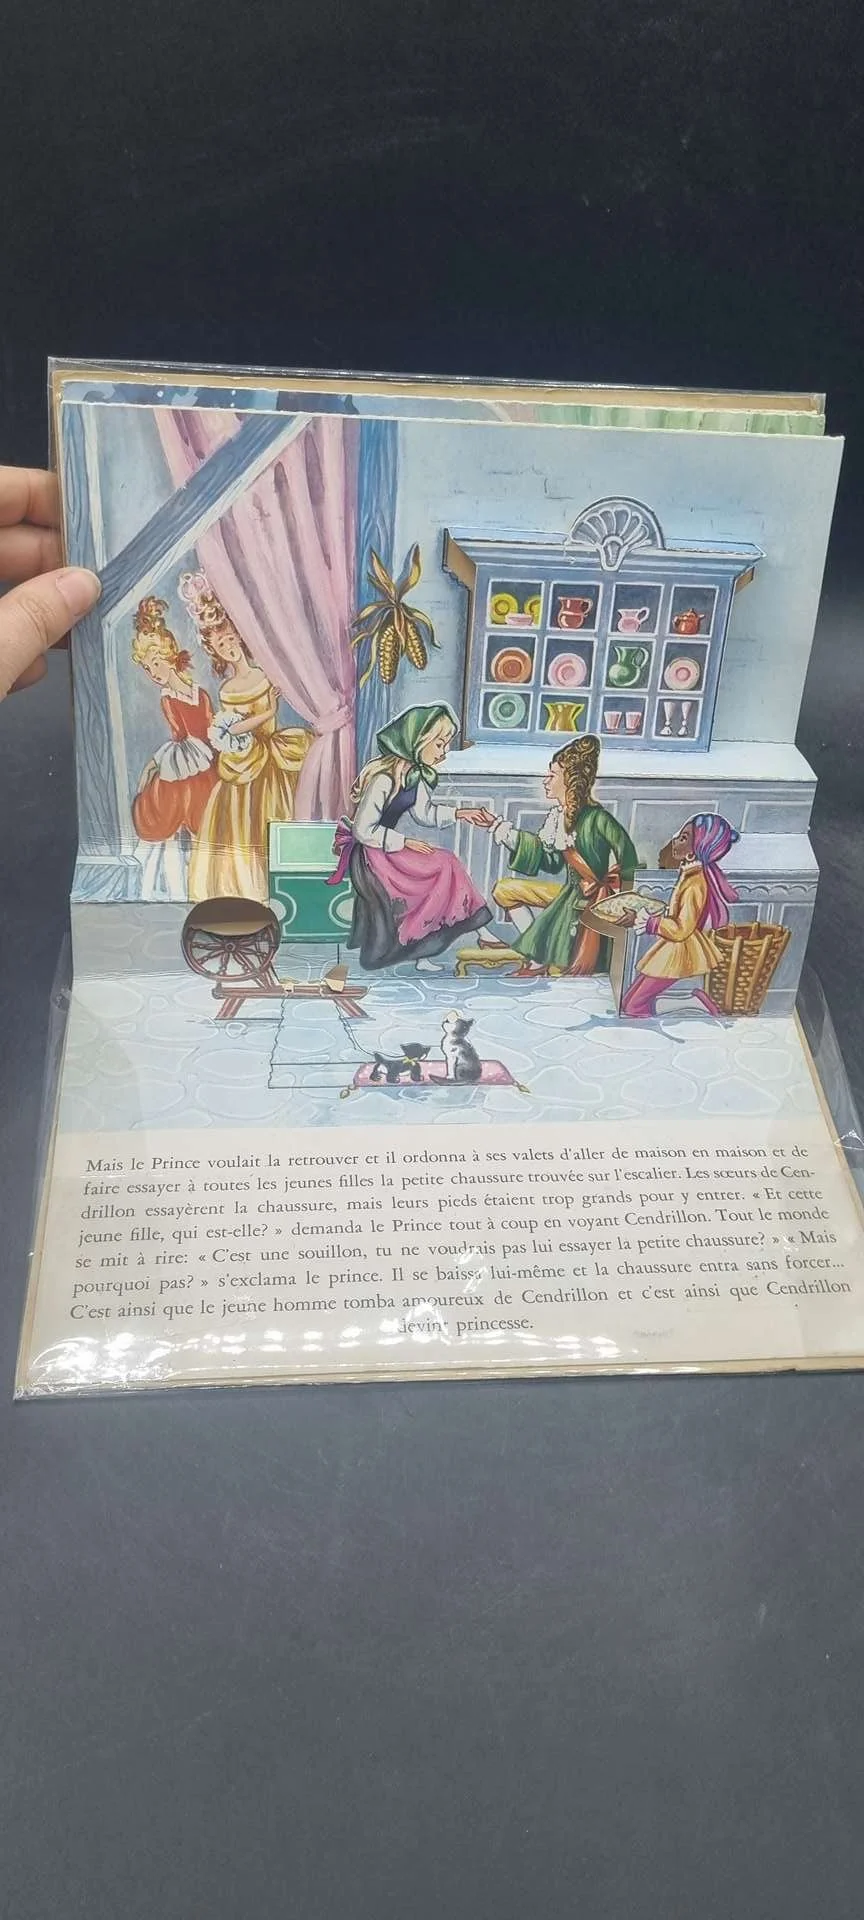 Mais le Prince voulait la retrouver et il ordonna à ses valets d'aller de maison en maison et de
faire essayer à toutes les jeunes filles la petite chaussure trouvée sur l'escalier. Les sœurs de Cen-
drillon essayèrent la chaussure, mais leurs pieds étaient trop grands pour y entrer. « Et cette
jeune fille, qui est-elle? » demanda le Prince tout à coup en voyant Cendrillon. Tout le monde
se mit à rire: « C'est une souillon, tu ne voudrais pas lui essayer la petite chaussure? » « Mais
pourquoi pas? » s'exclama le prince. Il se baissa lui-même et la chaussure entra sans forcer...
C'est ainsi que le jeune homme tomba amoureux de Cendrillon et c'est ainsi que Cendrillon
devint princesse.